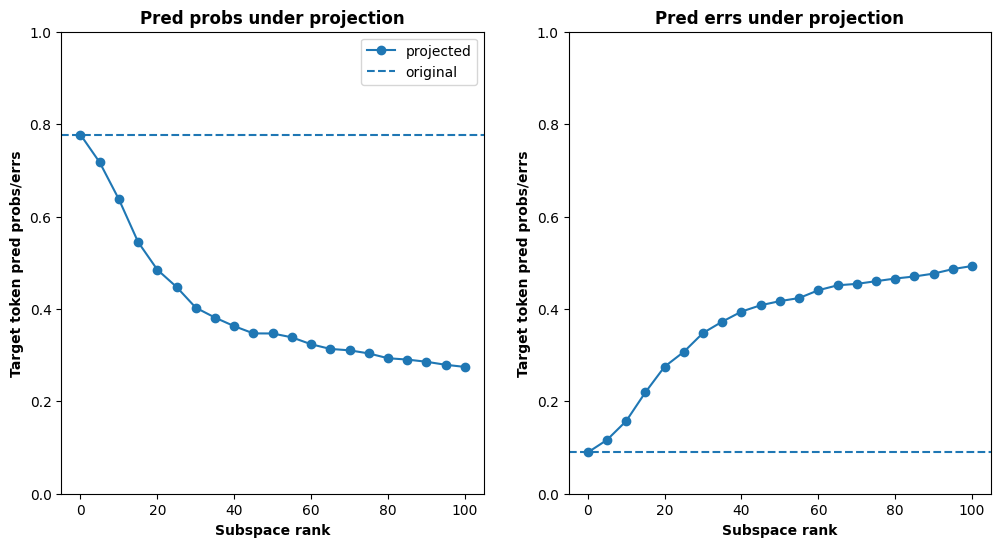 Pred probs under projection
Target token pred probs/errs
1.0
0.8
0.6
0.4
0.2
0.0
projected
original
0 20 40 60 80 100
Subspace rank
Pred errs under projection
Target token pred probs/errs
1.0
0.8
0.6
0.4
0.2
0.0
0 20 40 60 80 100
Subspace rank